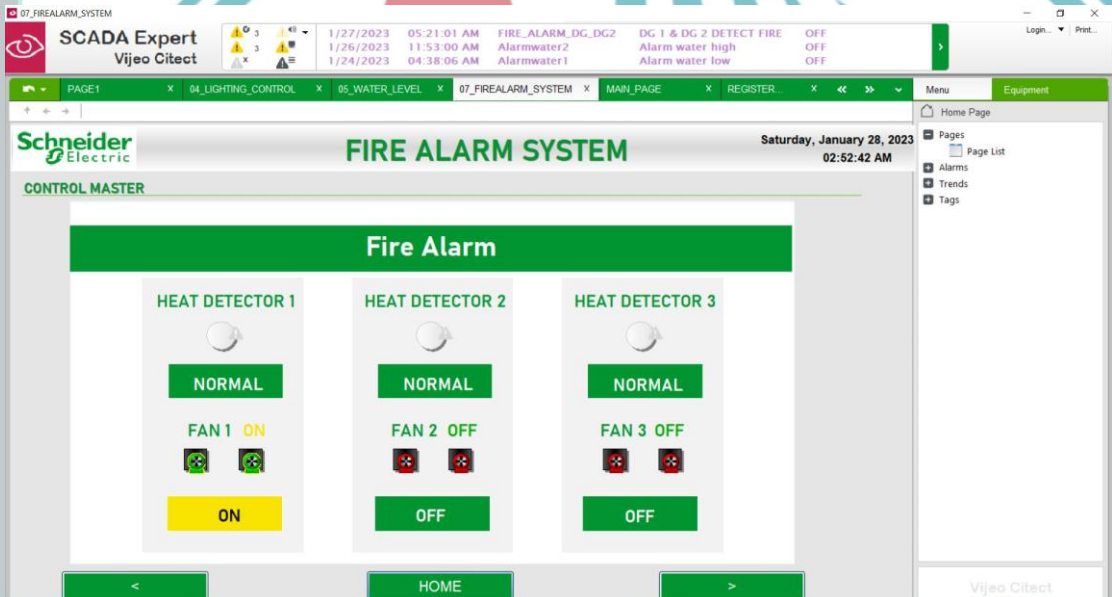 07_FIREALARM_SYSTEM
SCADA Expert
Vijeo Citect
3
3
1/27/2023 05:21:01 AM FIRE_ALARM_DG_DG2 DG 1 & DG 2 DETECT FIRE OFF
1/26/2023 11:53:00 AM Alarmwater2 Alarm water high OFF
1/24/2023 04:38:06 AM Alarmwater1 Alarm water low OFF
Login... Print...
PAGE1 x 04_LIGHTING_CONTROL x 05_WATER_LEVEL x 07_FIREALARM_SYSTEM x MAIN_PAGE x REGISTER... x
Menu Equipment
Home Page
Pages
Page List
Alarms
Trends
Tags
Schneider
Electric
FIRE ALARM SYSTEM
Saturday, January 28, 2023
02:52:42 AM
CONTROL MASTER
Fire Alarm
HEAT DETECTOR 1 HEAT DETECTOR 2 HEAT DETECTOR 3
NORMAL NORMAL NORMAL
FAN 1 ON FAN 2 OFF FAN 3 OFF
ON OFF OFF
< HOME >
Vijeo Citect